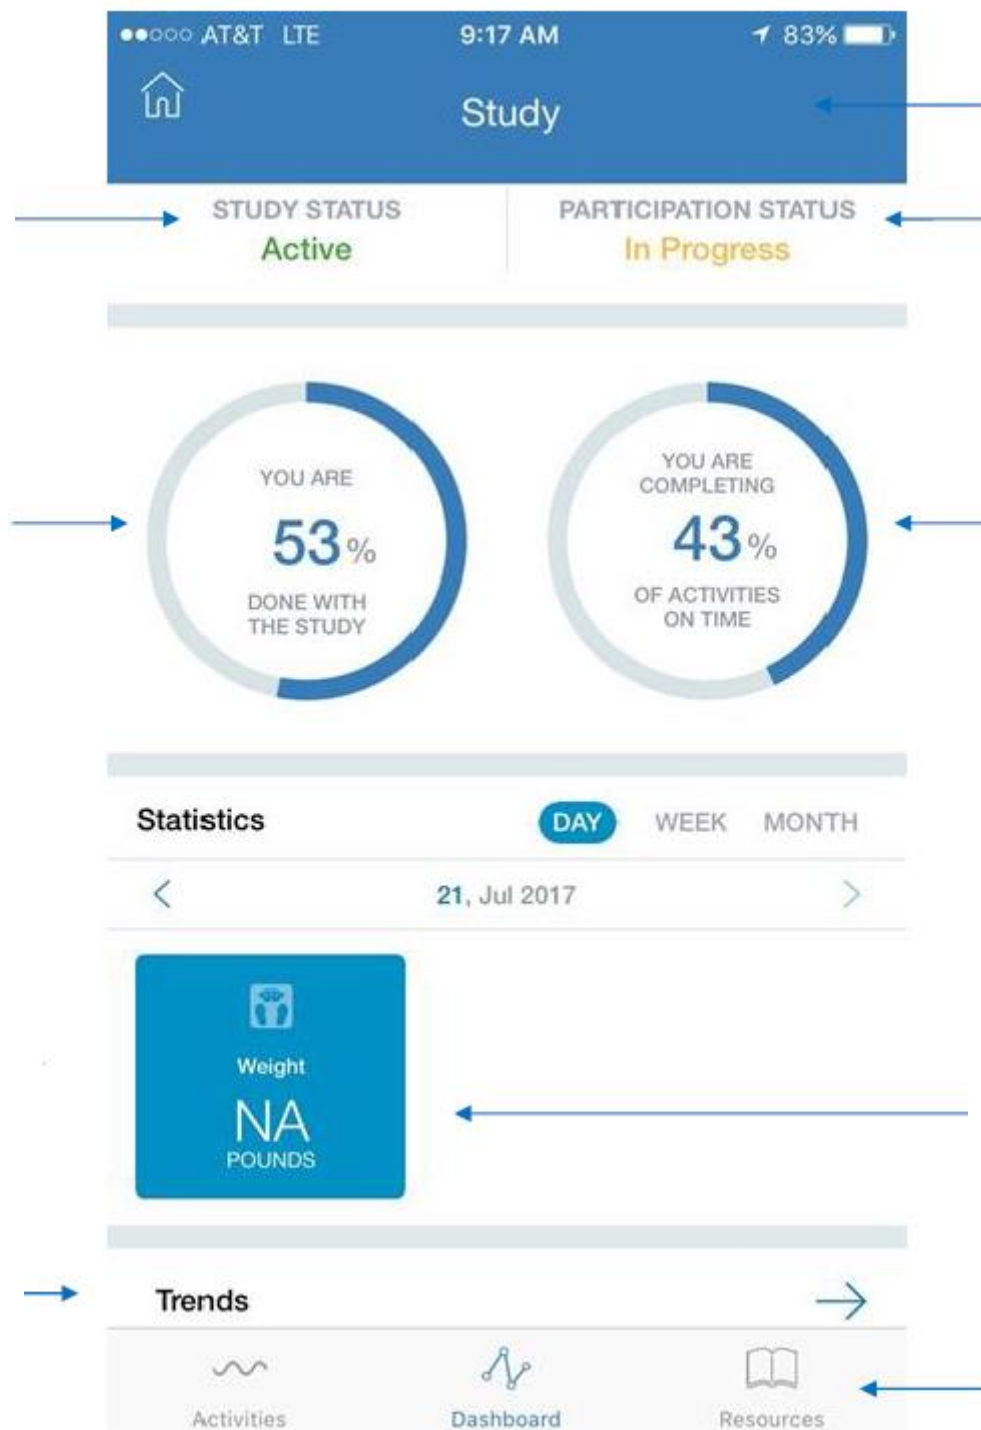 AT&T LTE 9:17 AM 83%
Study
STUDY STATUS
Active
PARTICIPATION STATUS
In Progress
YOU ARE
53%
DONE WITH
THE STUDY
YOU ARE
COMPLETING
43%
OF ACTIVITIES
ON TIME
Statistics DAY WEEK MONTH
21, Jul 2017
Weight
NA
POUNDS
Trends
Activities Dashboard Resources